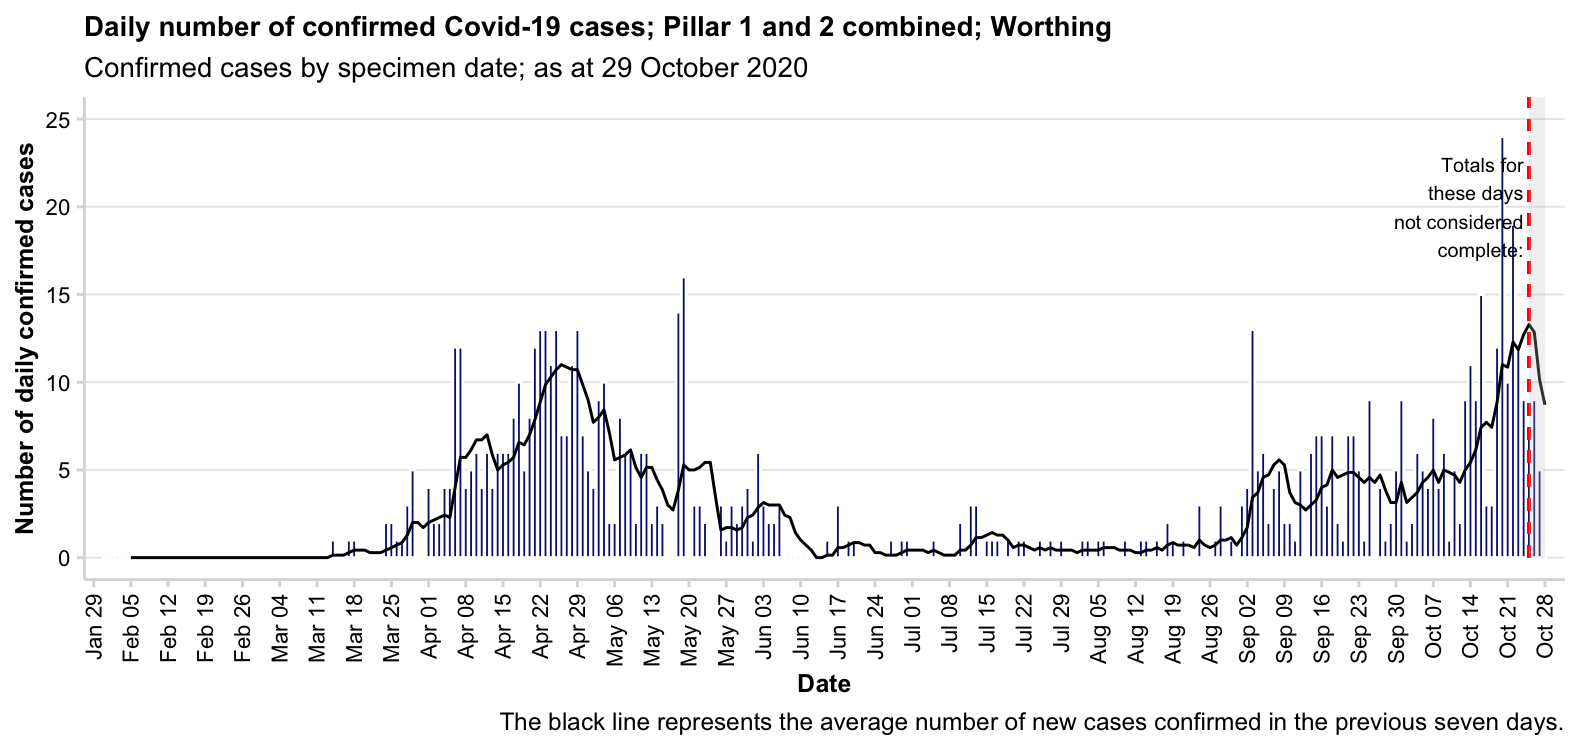 Daily number of confirmed Covid-19 cases; Pillar 1 and 2 combined; Worthing
Confirmed cases by specimen date; as at 29 October 2020
Number of daily confirmed cases
25
20
15
10
5
0
Totals for
these days
not considered
complete:
Jan 29
Feb 05
Feb 12
Feb 19
Feb 26
Mar 04
Mar 11
Mar 18
Mar 25
Apr 01
Apr 08
Apr 15
Apr 22
Apr 29
May 06
May 13
May 20
May 27
Jun 03
Jun 10
Jun 17
Jun 24
Jul 01
Jul 08
Jul 15
Jul 22
Jul 29
Aug 05
Aug 12
Aug 19
Aug 26
Sep 02
Sep 09
Sep 16
Sep 23
Sep 30
Oct 07
Oct 14
Oct 21
Oct 28
Date
The black line represents the average number of new cases confirmed in the previous seven days.